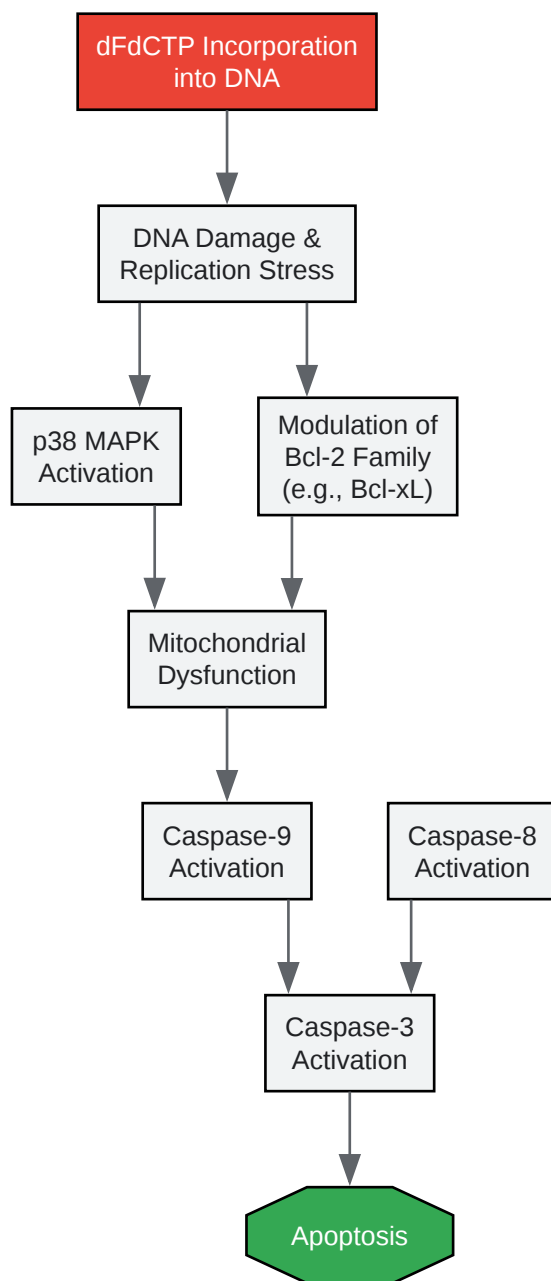 dFdCTP Incorporation
into DNA
DNA Damage &
Replication Stress
p38 MAPK
Activation
Modulation of
Bcl-2 Family
(e.g., Bcl-xL)
Mitochondrial
Dysfunction
Caspase-9
Activation
Caspase-8
Activation
Caspase-3
Activation
Apoptosis